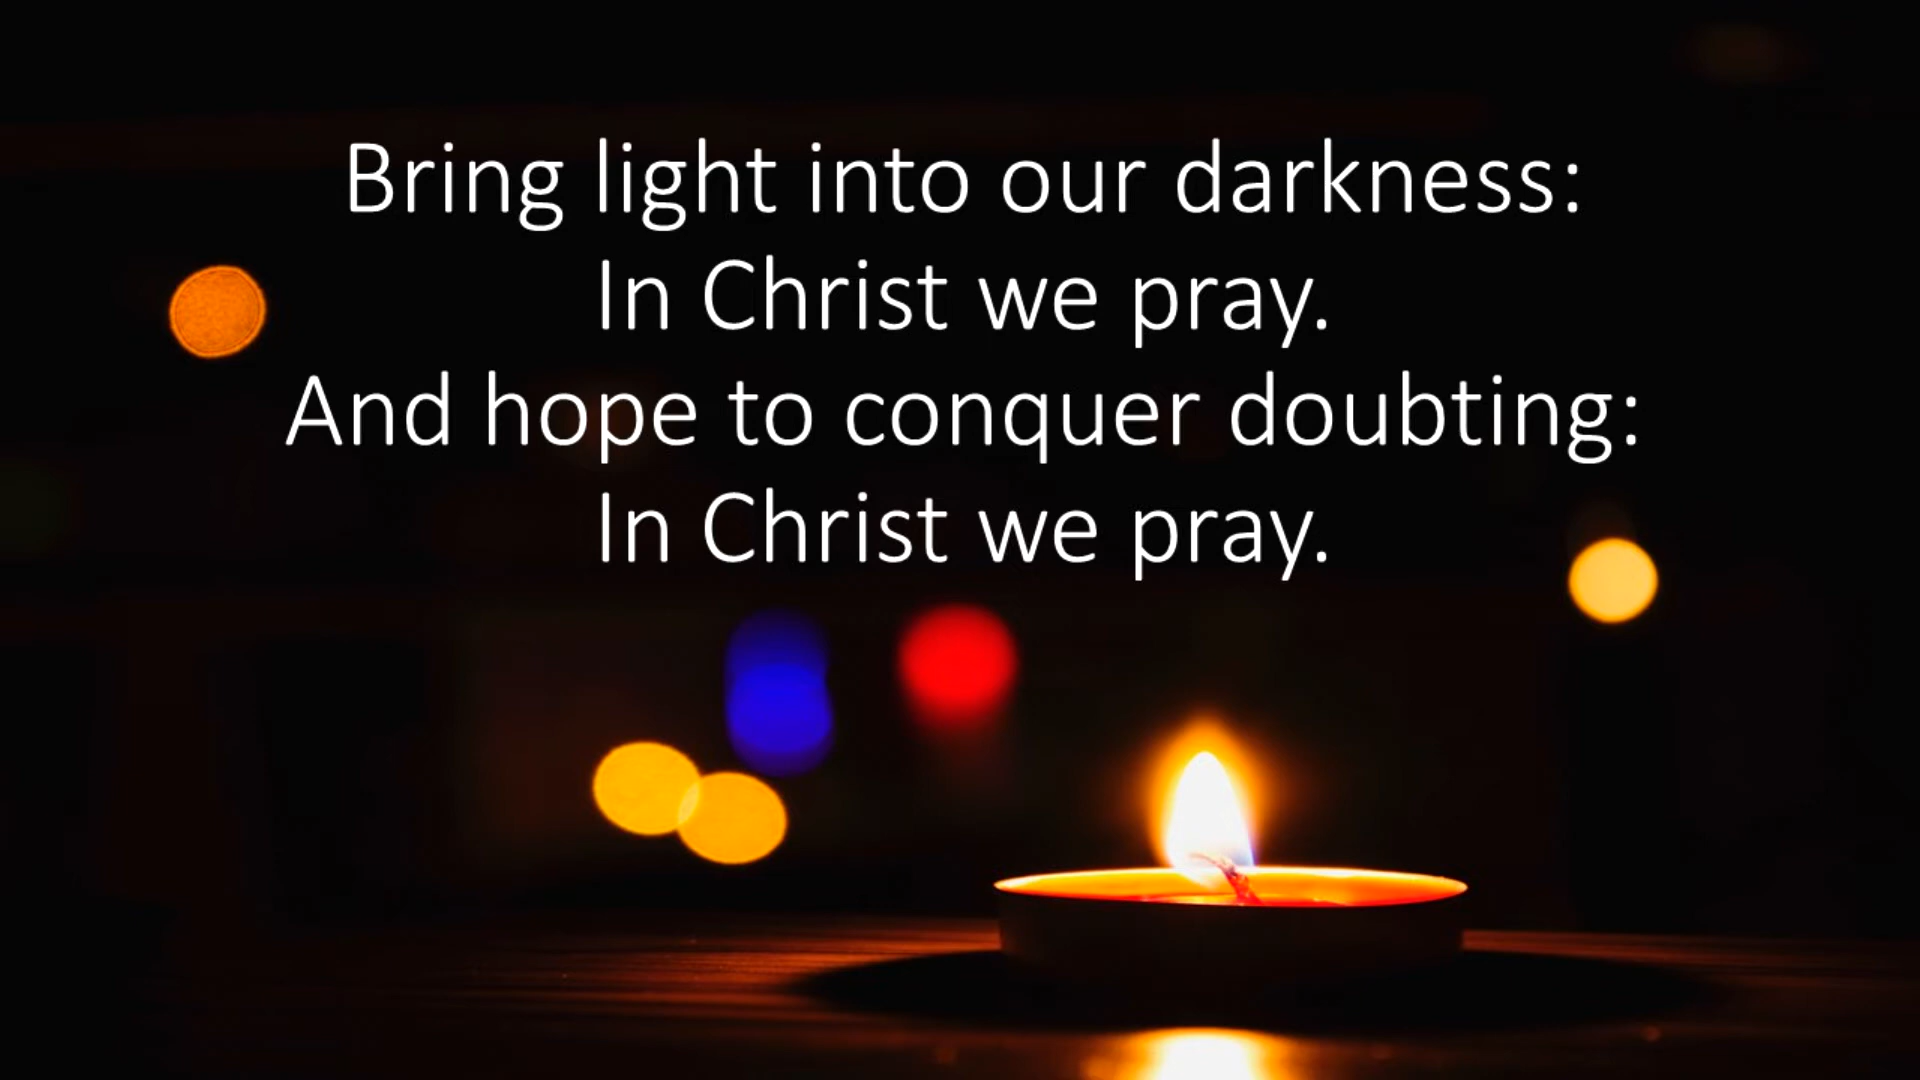 Bring light into our darkness:
In Christ we pray.
And hope to conquer doubting:
In Christ we pray.